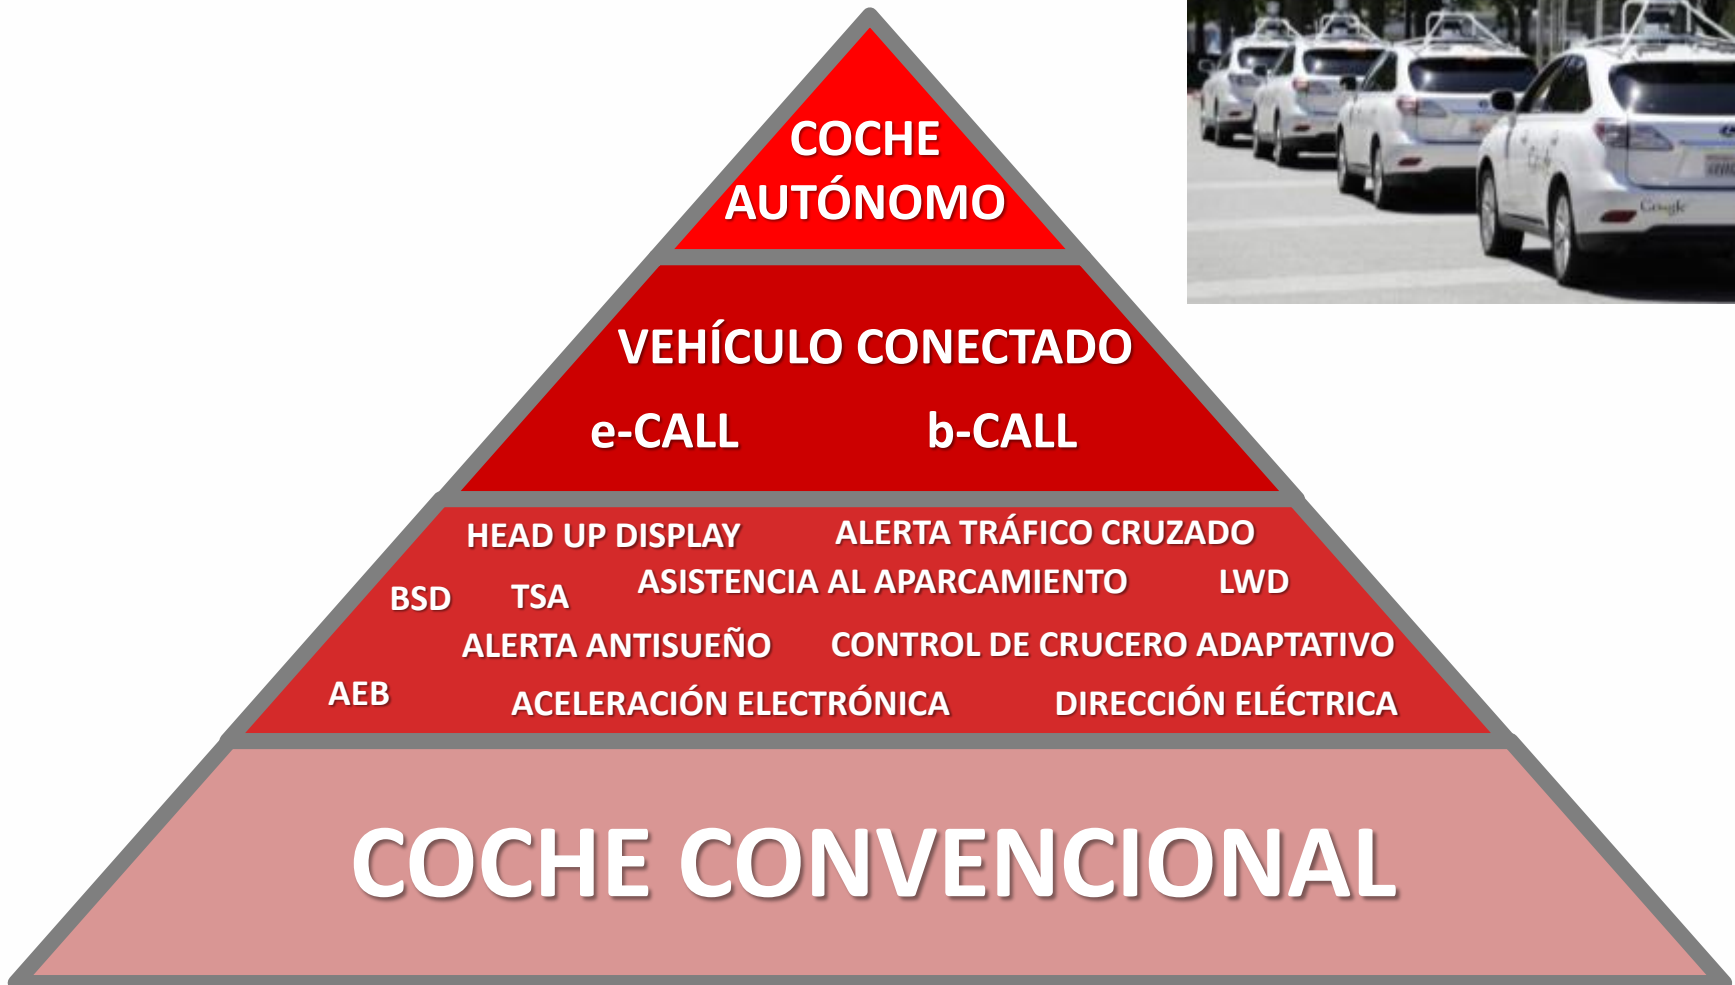 COCHE
AUTÓNOMO
VEHÍCULO CONECTADO
e-CALL b-CALL
HEAD UP DISPLAY ALERTA TRÁFICO CRUZADO
BSD TSA ASISTENCIA AL APARCAMIENTO LWD
ALERTA ANTISUEÑO CONTROL DE CRUCERO ADAPTATIVO
AEB ACELERACIÓN ELECTRÓNICA DIRECCIÓN ELÉCTRICA
COCHE CONVENCIONAL
Google